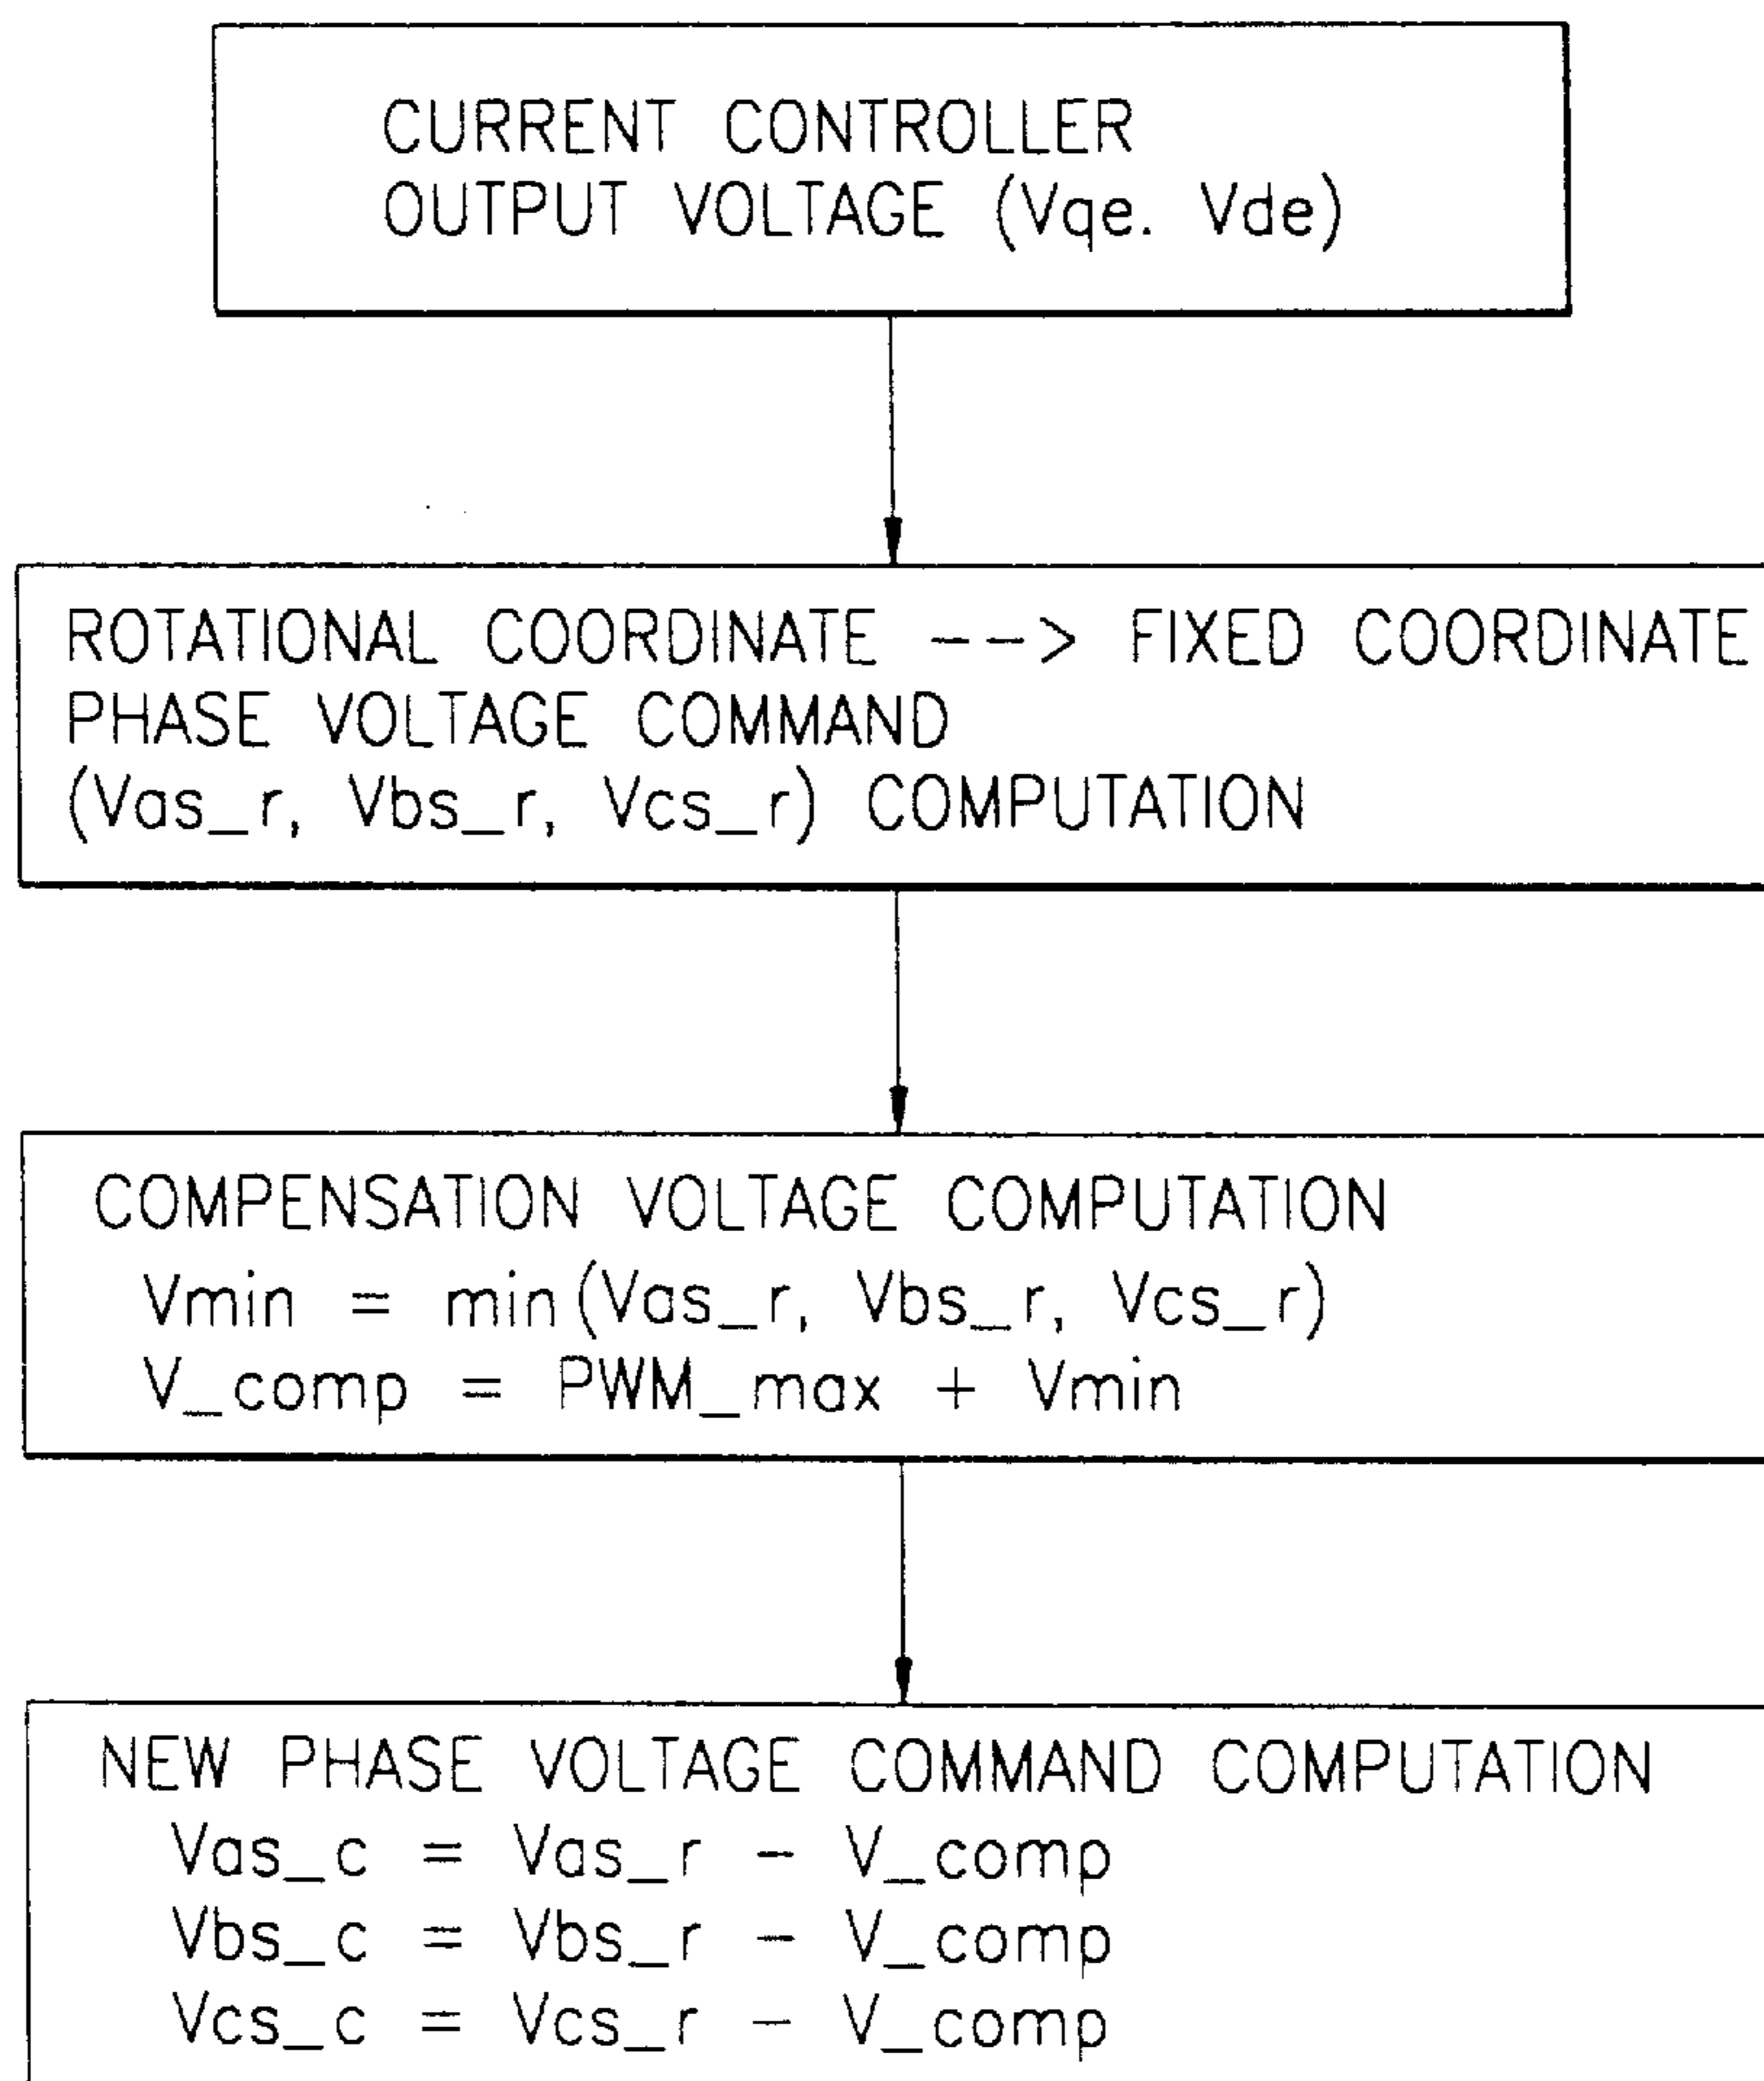 CURRENT CONTROLLER
OUTPUT VOLTAGE (Vqe. Vde)
ROTATIONAL COORDINATE --> FIXED COORDINATE
PHASE VOLTAGE COMMAND
(Vas_r, Vbs_r, Vcs_r) COMPUTATION
COMPENSATION VOLTAGE COMPUTATION
Vmin = min(Vas_r, Vbs_r, Vcs_r)
V_comp = PWM_max + Vmin
NEW PHASE VOLTAGE COMMAND COMPUTATION
Vas_c = Vas_r - V_comp
Vbs_c = Vbs_r - V_comp
Vcs_c = Vcs_r - V_comp